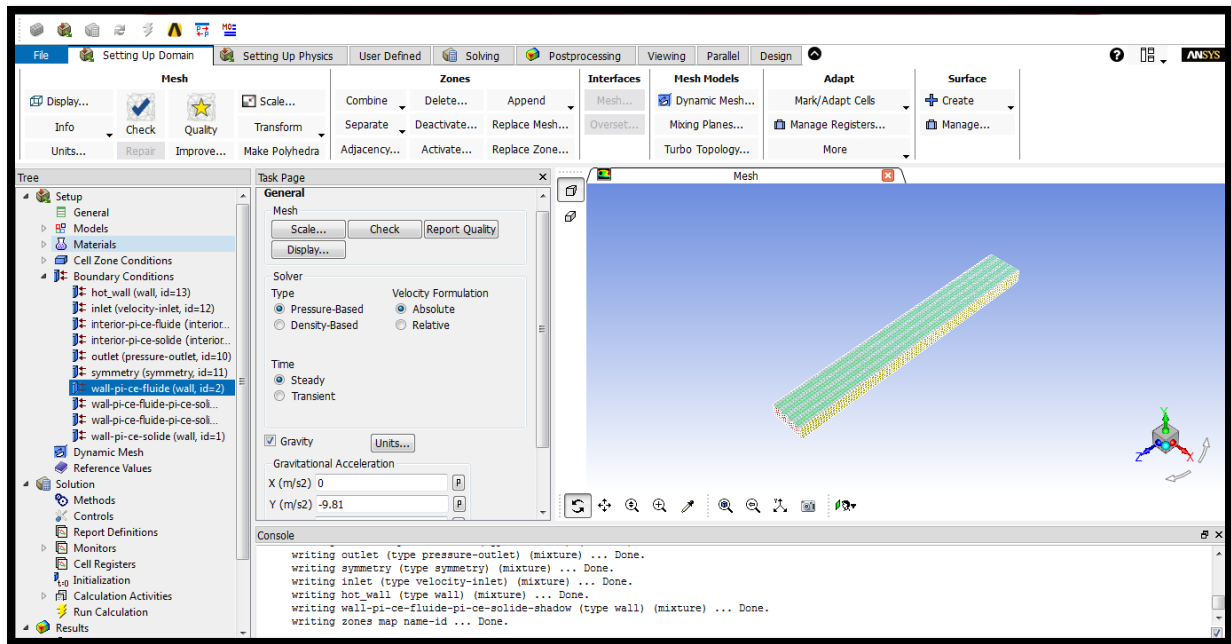 MO=
File Setting Up Domain Setting Up Physics User Defined Solving Postprocessing Viewing Parallel Design ANSYS
Mesh Zones Interfaces Mesh Models Adapt Surface
Display... Scale... Combine Delete... Append Mesh... Dynamic Mesh... Mark/Adapt Cells Create
Info Check Quality Transform Separate Deactivate... Replace Mesh... Overset... Mixing Planes... Manage Registers... Manage...
Units... Repair Improve... Make Polyhedra Adjacency... Activate... Replace Zone... Turbo Topology... More
Tree
Setup
General
Models
Materials
Cell Zone Conditions
Boundary Conditions
hot_wall (wall, id=13)
inlet (velocity-inlet, id=12)
interior-pi-ce-fluide (interior...
interior-pi-ce-solide (interior...
outlet (pressure-outlet, id=10)
symmetry (symmetry, id=11)
wall-pi-ce-fluide (wall, id=2)
wall-pi-ce-fluide-pi-ce-soli...
wall-pi-ce-fluide-pi-ce-soli...
wall-pi-ce-solide (wall, id=1)
Dynamic Mesh
Reference Values
Solution
Methods
Controls
Report Definitions
Monitors
Cell Registers
t=0 Initialization
Calculation Activities
Run Calculation
Results
Task Page
General
Mesh
Scale... Check Report Quality
Display...
Solver
Type Velocity Formulation
Pressure-Based Absolute
Density-Based Relative
Time
Steady
Transient
Gravity Units...
Gravitational Acceleration
X (m/s2) 0 P
Y (m/s2) -9.81 P
Mesh
Y
Z X
Console
writing outlet (type pressure-outlet) (mixture) ... Done.
writing symmetry (type symmetry) (mixture) ... Done.
writing inlet (type velocity-inlet) (mixture) ... Done.
writing hot_wall (type wall) (mixture) ... Done.
writing wall-pi-ce-fluide-pi-ce-solide-shadow (type wall) (mixture) ... Done.
writing zones map name-id ... Done.